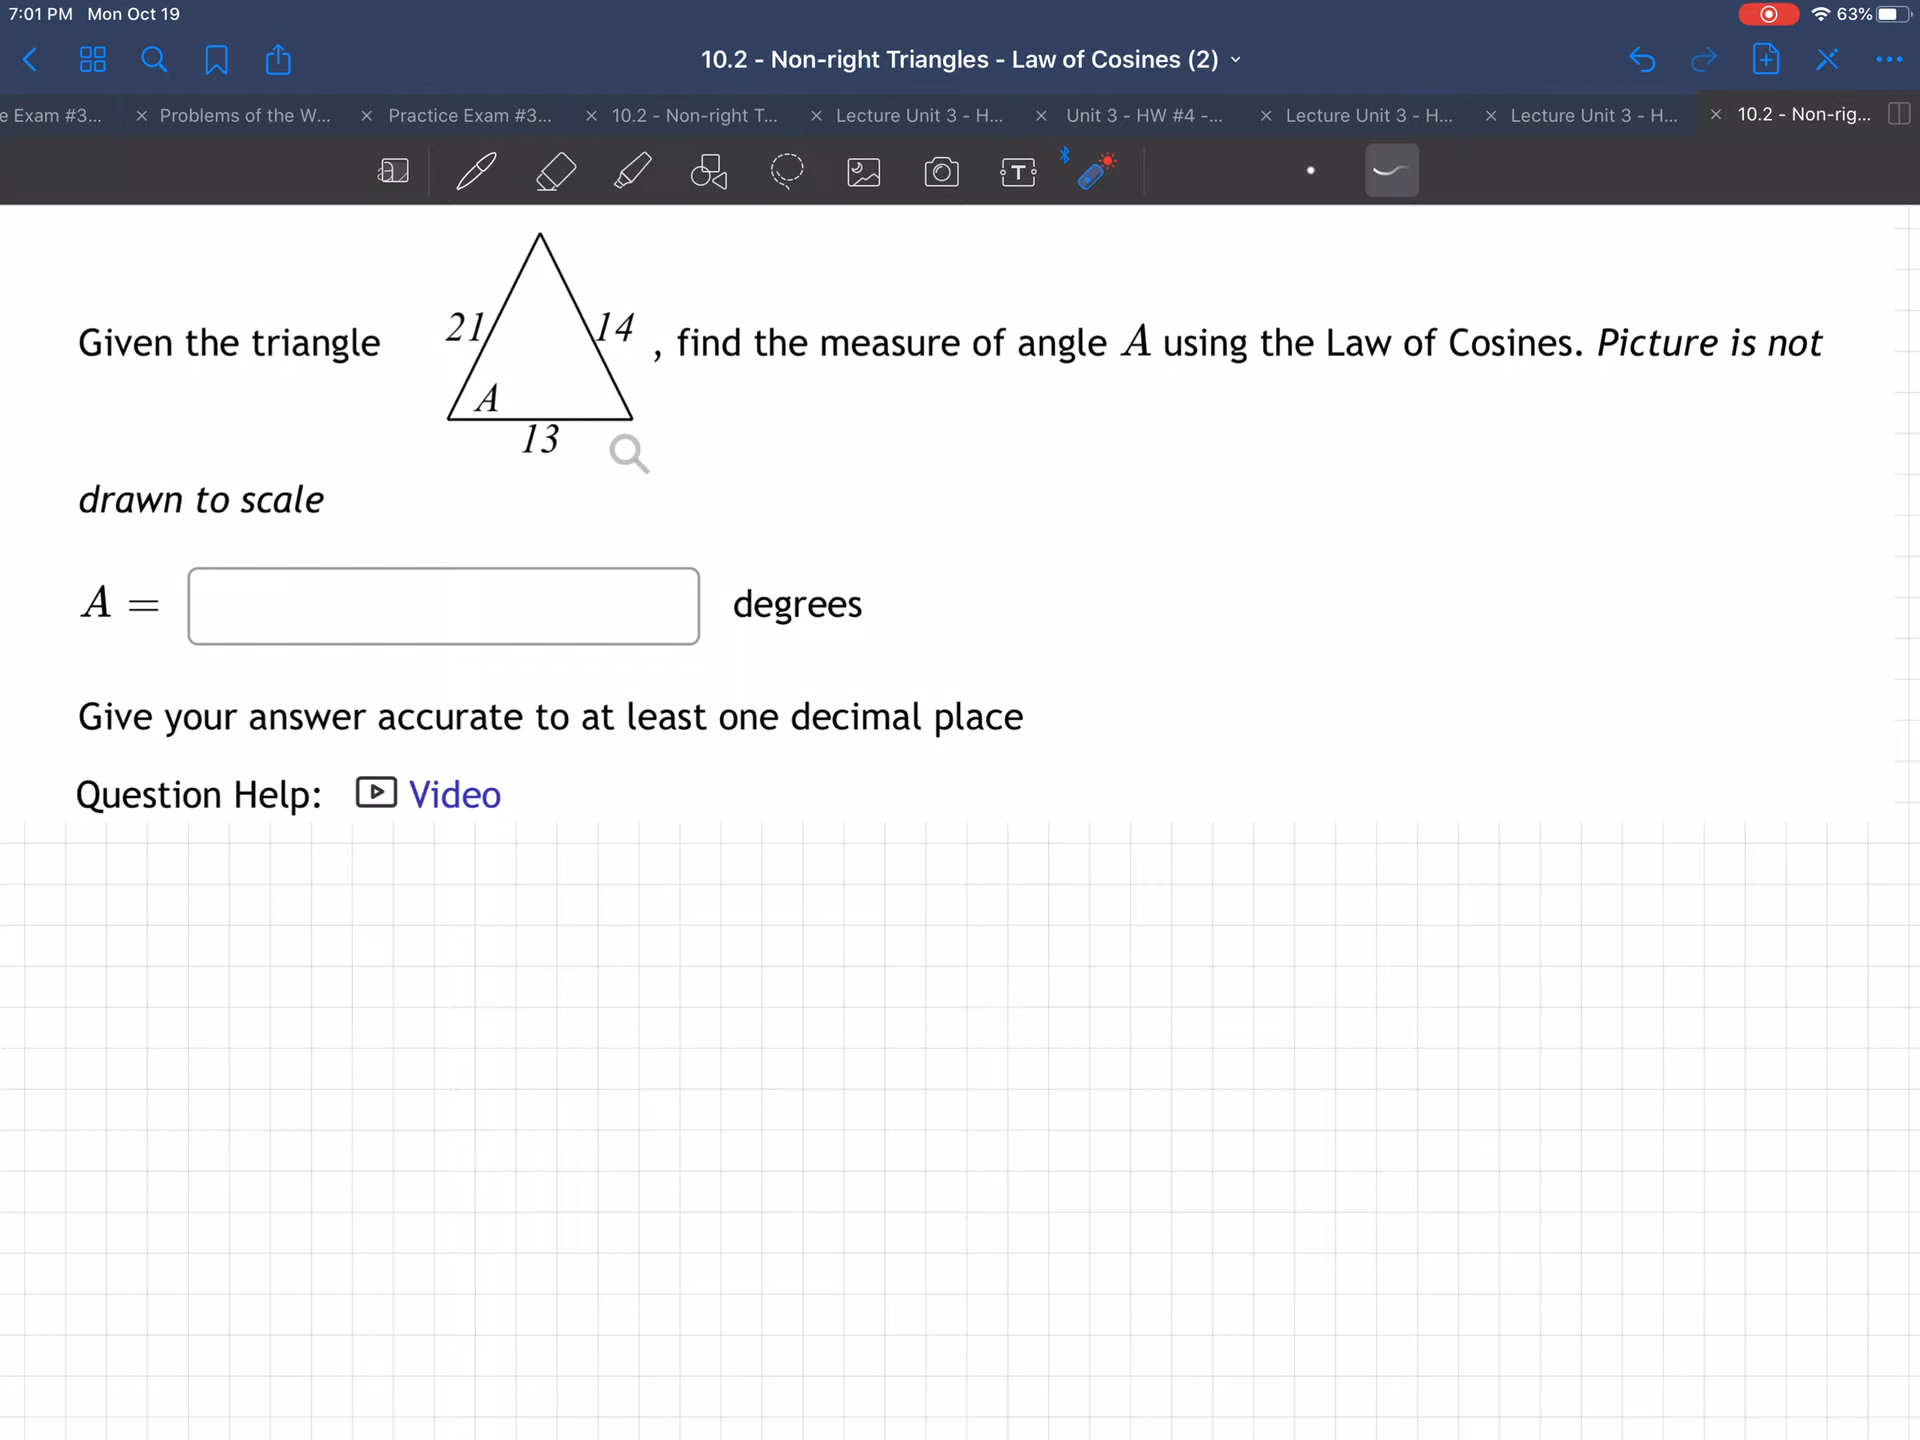 7:01 PM Mon Oct 19
63%
10.2 - Non-right Triangles - Law of Cosines (2)
e Exam #3...
Problems of the W...
Practice Exam #3...
10.2 - Non-right T...
Lecture Unit 3 - H...
Unit 3 - HW #4 -...
Lecture Unit 3 - H...
Lecture Unit 3 - H...
10.2 - Non-rig...
T
21
14
A
13
Given the triangle , find the measure of angle A using the Law of Cosines. Picture is not
drawn to scale
A = degrees
Give your answer accurate to at least one decimal place
Question Help: Video